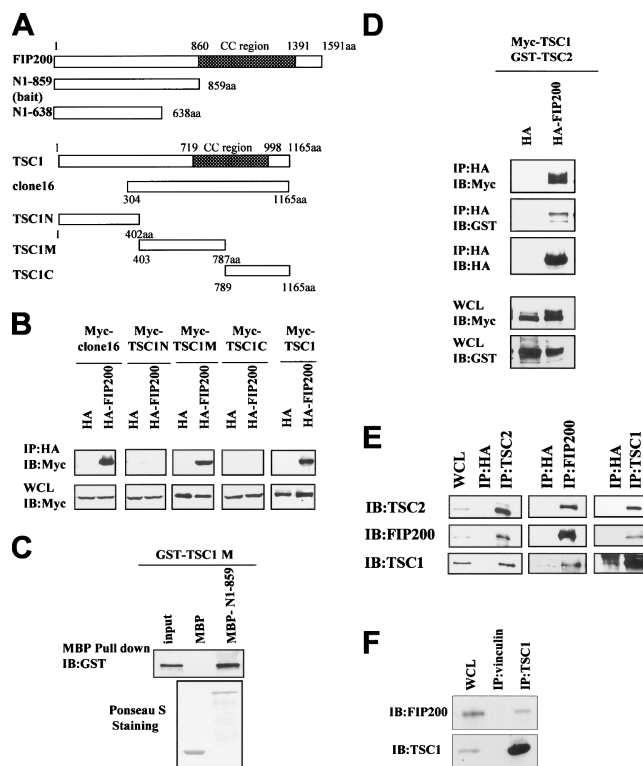 A
1 860 CC region 1391 1591aa
FIP200
N1-859
(bait)
859aa
N1-638
638aa
1 719 CC region 998 1165aa
TSC1
clone16
304 1165aa
TSC1N
1 402aa
TSC1M
403 787aa
TSC1C
789 1165aa
B
Myc-clone16 Myc-TSC1N Myc-TSC1M Myc-TSC1C Myc-TSC1
HA HA-FIP200 HA HA-FIP200 HA HA-FIP200 HA HA-FIP200 HA HA-FIP200
IP:HA
IB:Myc
WCL
IB:Myc
C
GST-TSC1 M
input MBP MBP- N1-859
MBP Pull down
IB:GST
Ponseau S
Staining
D
Myc-TSC1
GST-TSC2
HA HA-FIP200
IP:HA
IB:Myc
IP:HA
IB:GST
IP:HA
IB:HA
WCL
IB:Myc
WCL
IB:GST
E
WCL IP:HA IP:TSC2 IP:HA IP:FIP200 IP:HA IP:TSC1
IB:TSC2
IB:FIP200
IB:TSC1
F
WCL IP:vinculin IP:TSC1
IB:FIP200
IB:TSC1